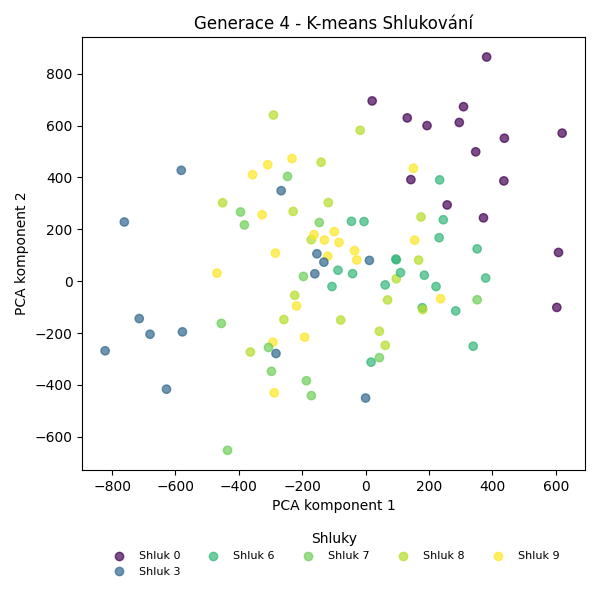 Generace 4 - K-means Shlukování
PCA komponent 2
800
600
400
200
0
−200
−400
−600
−800 −600 −400 −200 0 200 400 600
PCA komponent 1
Shluky
Shluk 0 Shluk 6 Shluk 7 Shluk 8 Shluk 9
Shluk 3